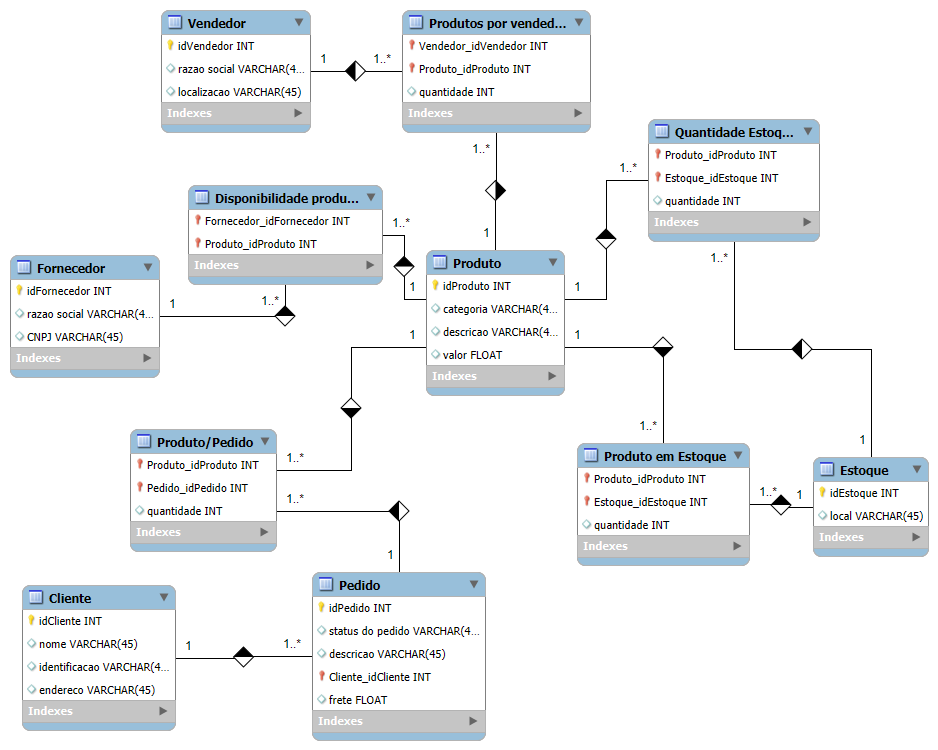 Vendedor
idVendedor INT
razao social VARCHAR(4...
localizacao VARCHAR(45)
Indexes
1
1..*
Produtos por vended...
Vendedor_idVendedor INT
Produto_idProduto INT
quantidade INT
Indexes
1..*
1
Quantidade Estoq...
Produto_idProduto INT
Estoque_idEstoque INT
quantidade INT
Indexes
1..*
1..*
Disponibilidade produ...
Fornecedor_idFornecedor INT
Produto_idProduto INT
Indexes
1..*
1
Fornecedor
idFornecedor INT
razao social VARCHAR(4...
CNPJ VARCHAR(45)
Indexes
1
1..*
Produto
idProduto INT
categoria VARCHAR(4...
descricao VARCHAR(4...
valor FLOAT
Indexes
1
1
1
1..*
Produto/Pedido
Produto_idProduto INT
Pedido_idPedido INT
quantidade INT
Indexes
1..*
1..*
1
Produto em Estoque
Produto_idProduto INT
Estoque_idEstoque INT
quantidade INT
Indexes
1..*
1
1
Estoque
idEstoque INT
local VARCHAR(45)
Indexes
Cliente
idCliente INT
nome VARCHAR(45)
identificacao VARCHAR(4...
endereco VARCHAR(45)
Indexes
1
1..*
Pedido
idPedido INT
status do pedido VARCHAR(4...
descricao VARCHAR(45)
Cliente_idCliente INT
frete FLOAT
Indexes